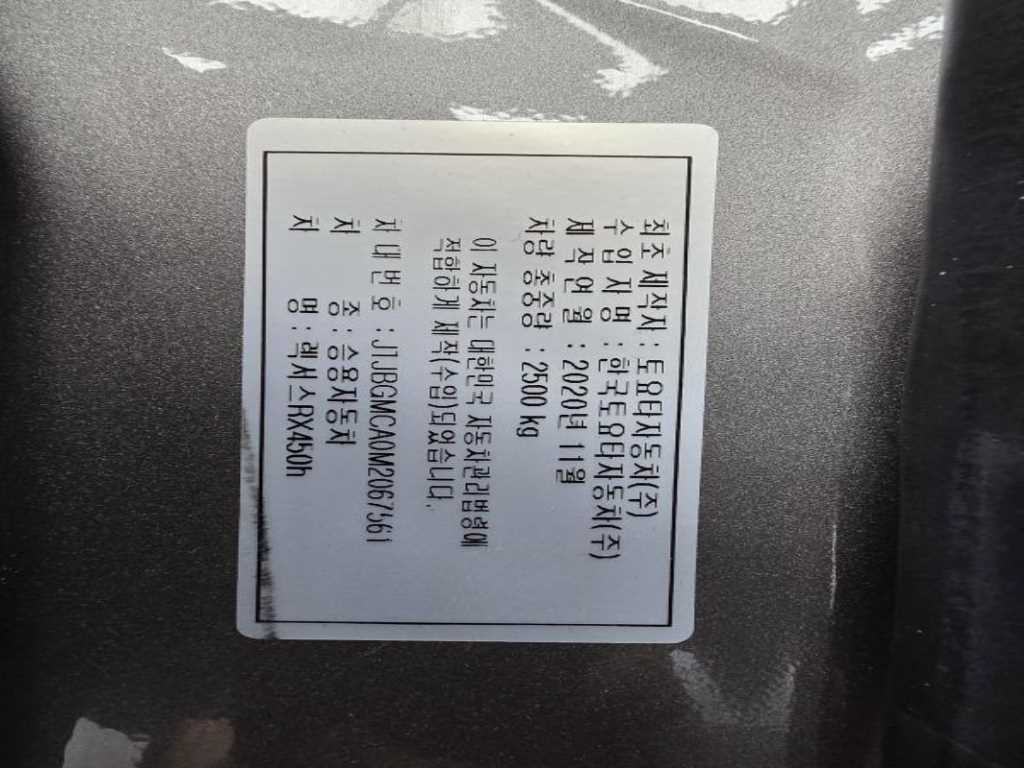 최초 제작자 : 토요타자동차(주)
수 입 자 명 : 한국토요타자동차(주)
제 작 연 월 : 2020년 11월
차량 총중량 : 2500 kg
이 자동차는 대한민국 자동차관리법령에
적합하게 제작(수입)되었습니다.
차 대 번 호 : JTJBGMCA0M2067561
차 종 : 승용자동차
차 명 : 렉서스RX450h